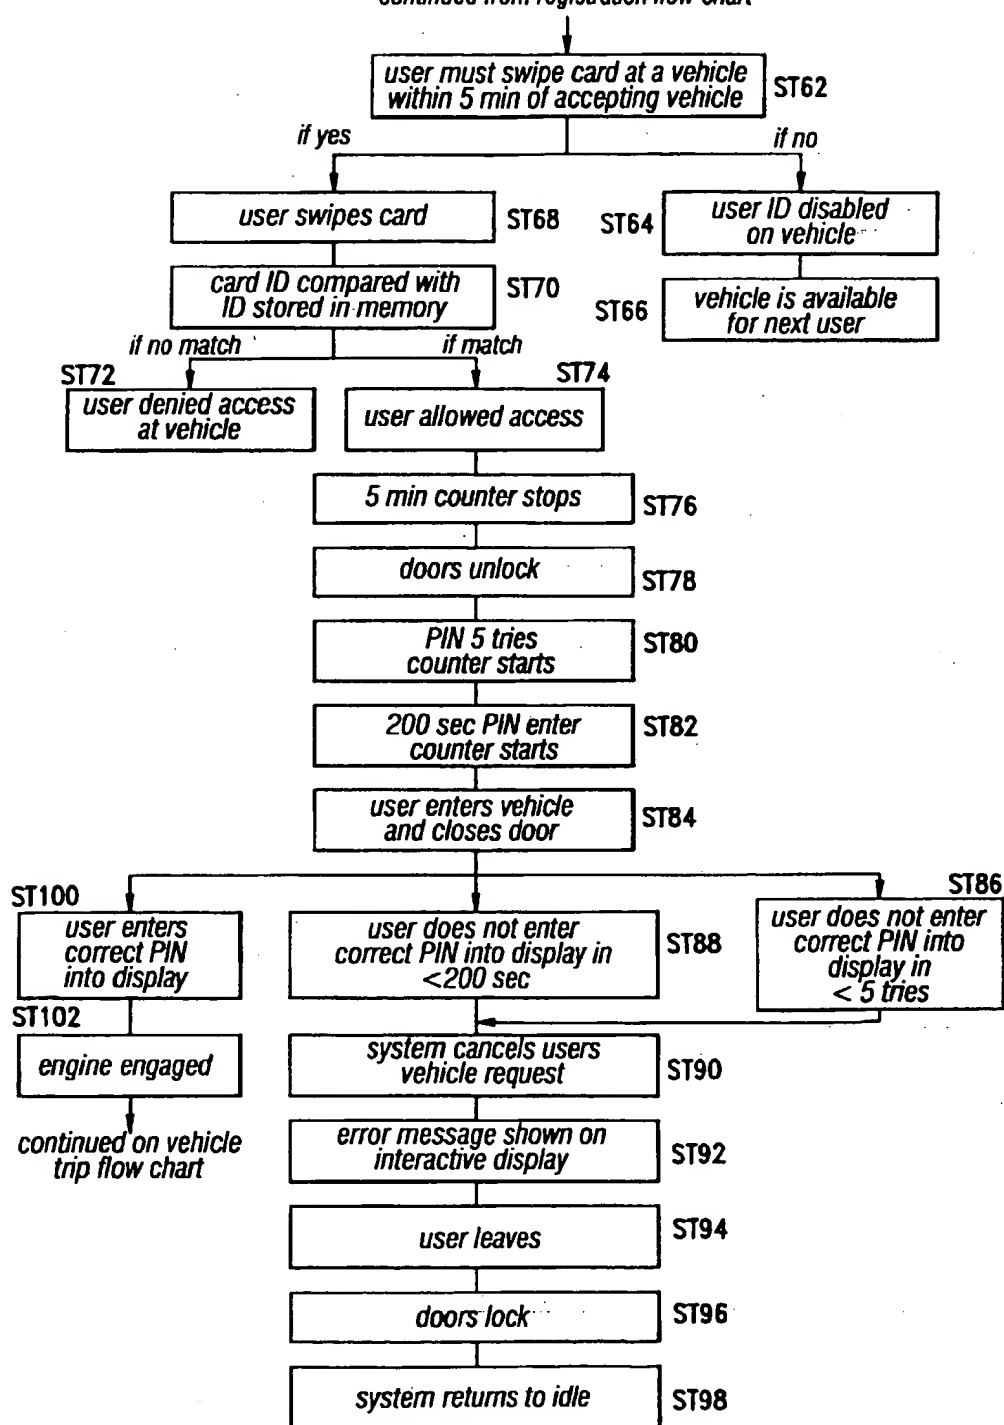 continued from registration flow chart
user must swipe card at a vehicle
within 5 min of accepting vehicle
ST62
if yes
if no
user swipes card
ST68
ST64
user ID disabled
on vehicle
card ID compared with
ID stored in memory
ST70
ST66
vehicle is available
for next user
if no match
if match
ST72
user denied access
at vehicle
ST74
user allowed access
5 min counter stops
ST76
doors unlock
ST78
PIN 5 tries
counter starts
ST80
200 sec PIN enter
counter starts
ST82
user enters vehicle
and closes door
ST84
ST100
user enters
correct PIN
into display
user does not enter
correct PIN into display in
<200 sec
ST88
ST86
user does not enter
correct PIN into
display in
< 5 tries
ST102
engine engaged
continued on vehicle
trip flow chart
system cancels users
vehicle request
ST90
error message shown on
interactive display
ST92
user leaves
ST94
doors lock
ST96
system returns to idle
ST98